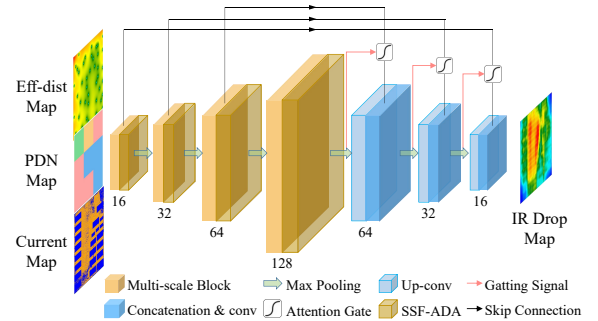 Eff-dist
Map
PDN
Map
Current
Map
16
32
64
128
64
32
16
IR Drop
Map
Multi-scale Block
Max Pooling
Up-conv
Gatting Signal
Concatenation & conv
Attention Gate
SSF-ADA
Skip Connection